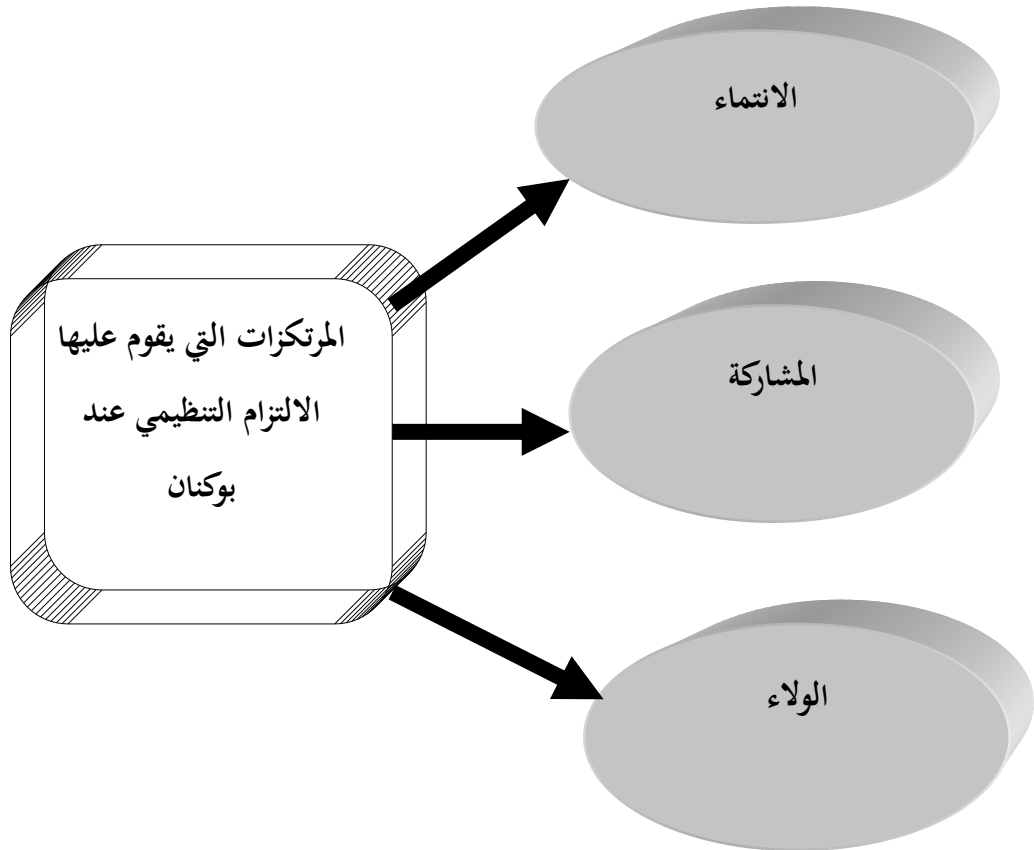 الانتماء
المرتكزات التي يقوم عليها
الالتزام التنظيمي عند
بوكنان
المشاركة
الولاء